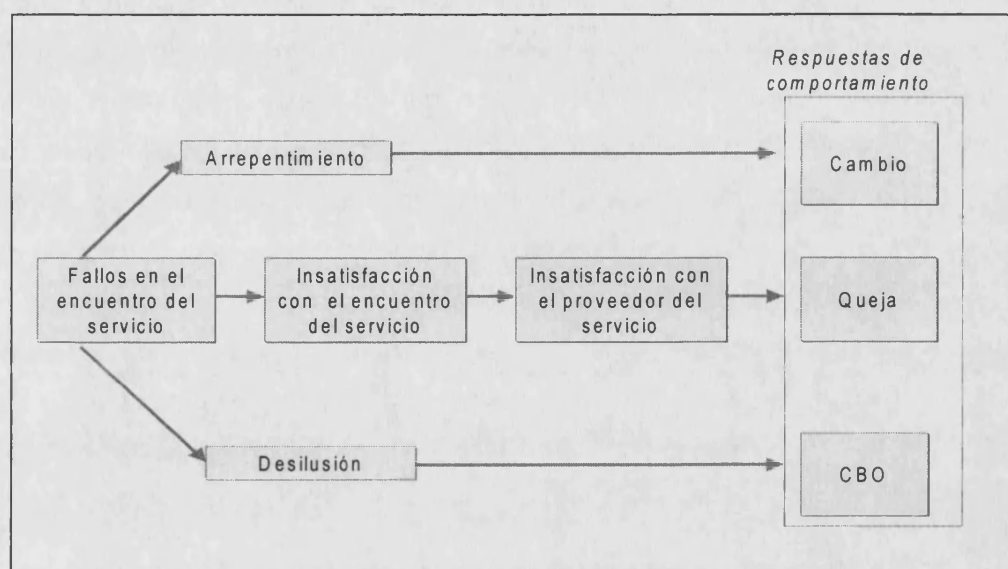 Respuestas de
comportamiento
Arrepentimiento
Cambio
Fallos en el
encuentro del
servicio
Insatisfacción
con el encuentro
del servicio
Insatisfacción con
el proveedor del
servicio
Queja
Desilusión
CBO